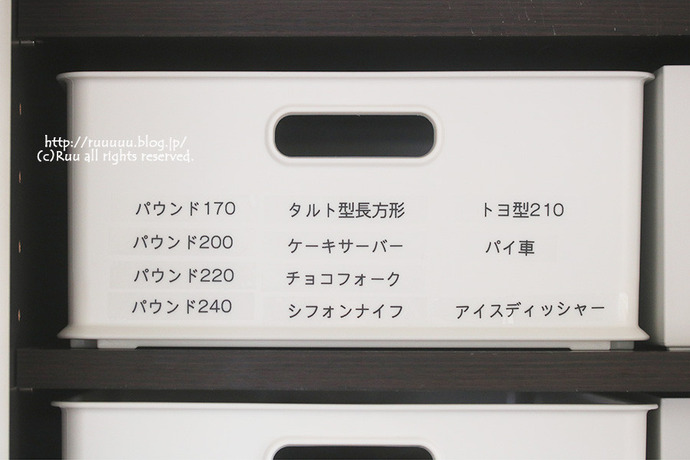 http://ruuuuu.blog.jp/
(c)Ruu all rights reserved.
パウンド170 タルト型長方形 トヨ型210
パウンド200 ケーキサーバー パイ車
パウンド220 チョコフォーク
パウンド240 シフォンナイフ アイスディッシャー